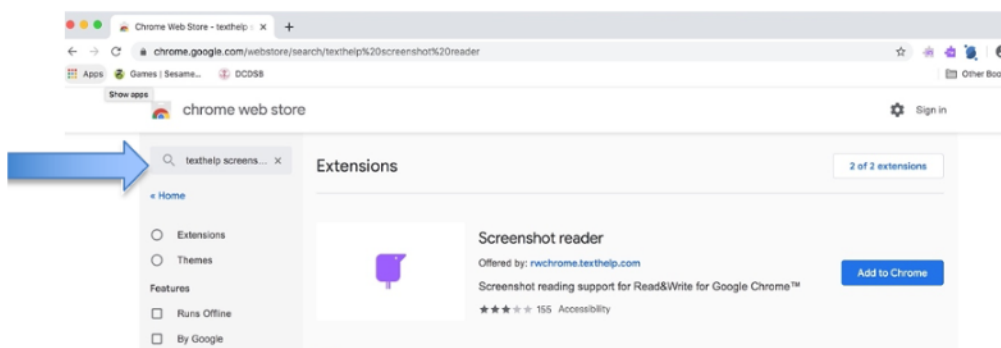 Chrome Web Store - texthelp s
chrome.google.com/webstore/search/texthelp%20screenshot%20reader
Apps
Games | Sesame...
DCDSB
Other Boo
Show apps
chrome web store
Sign in
texthelp screens...
Extensions
2 of 2 extensions
« Home
Extensions
Themes
Features
Runs Offline
By Google
Screenshot reader
Offered by: rwchrome.texthelp.com
Screenshot reading support for Read&Write for Google Chrome™
155 Accessibility
Add to Chrome